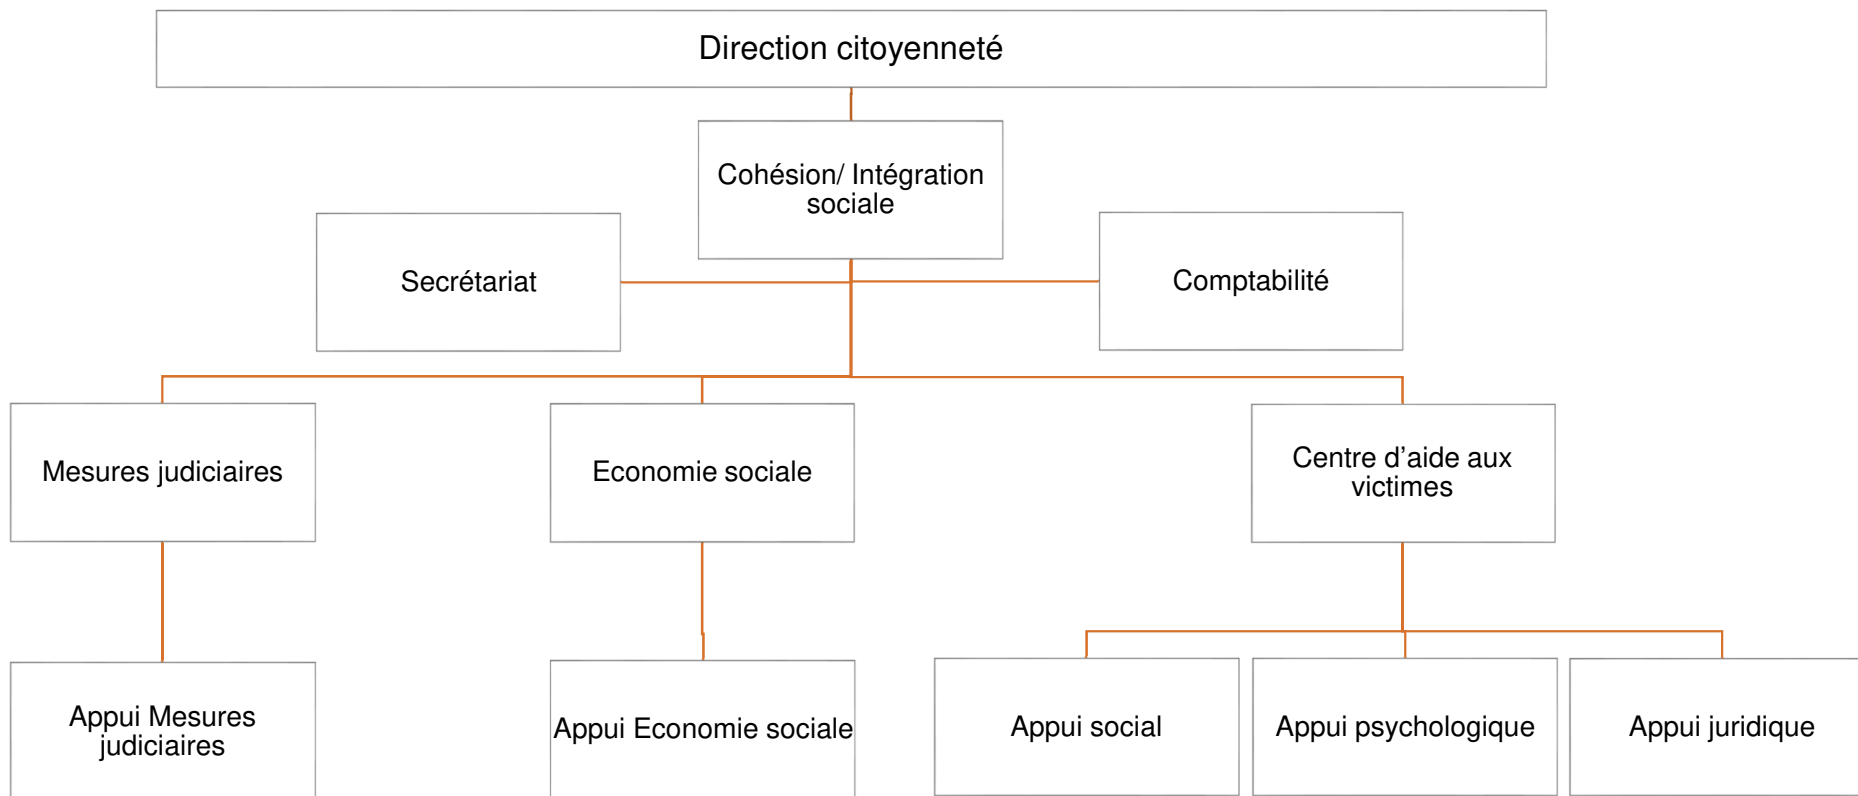 Direction citoyenneté
Cohésion/ Intégration
sociale
Secrétariat
Comptabilité
Mesures judiciaires
Economie sociale
Centre d’aide aux
victimes
Appui Mesures
judiciaires
Appui Economie sociale
Appui social
Appui psychologique
Appui juridique